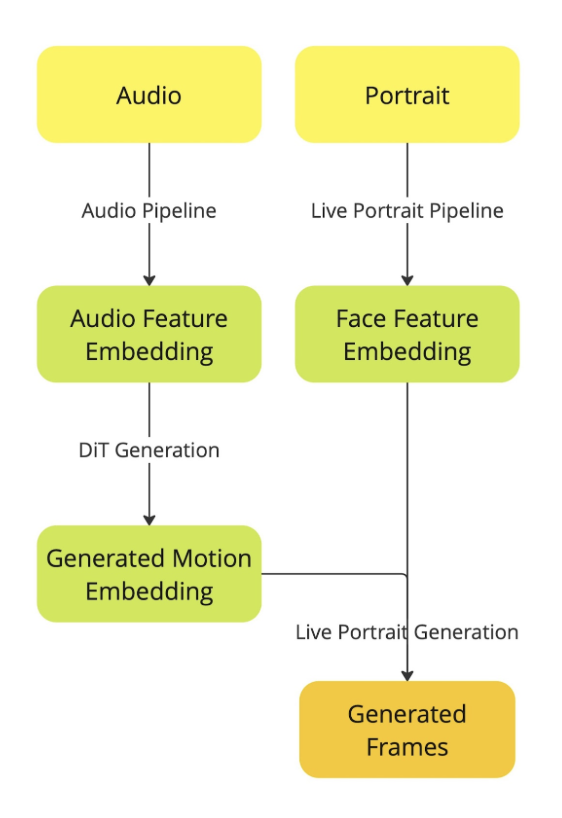 Audio
Portrait
Audio Pipeline
Live Portrait Pipeline
Audio Feature
Embedding
Face Feature
Embedding
DiT Generation
Generated Motion
Embedding
Live Portrait Generation
Generated
Frames